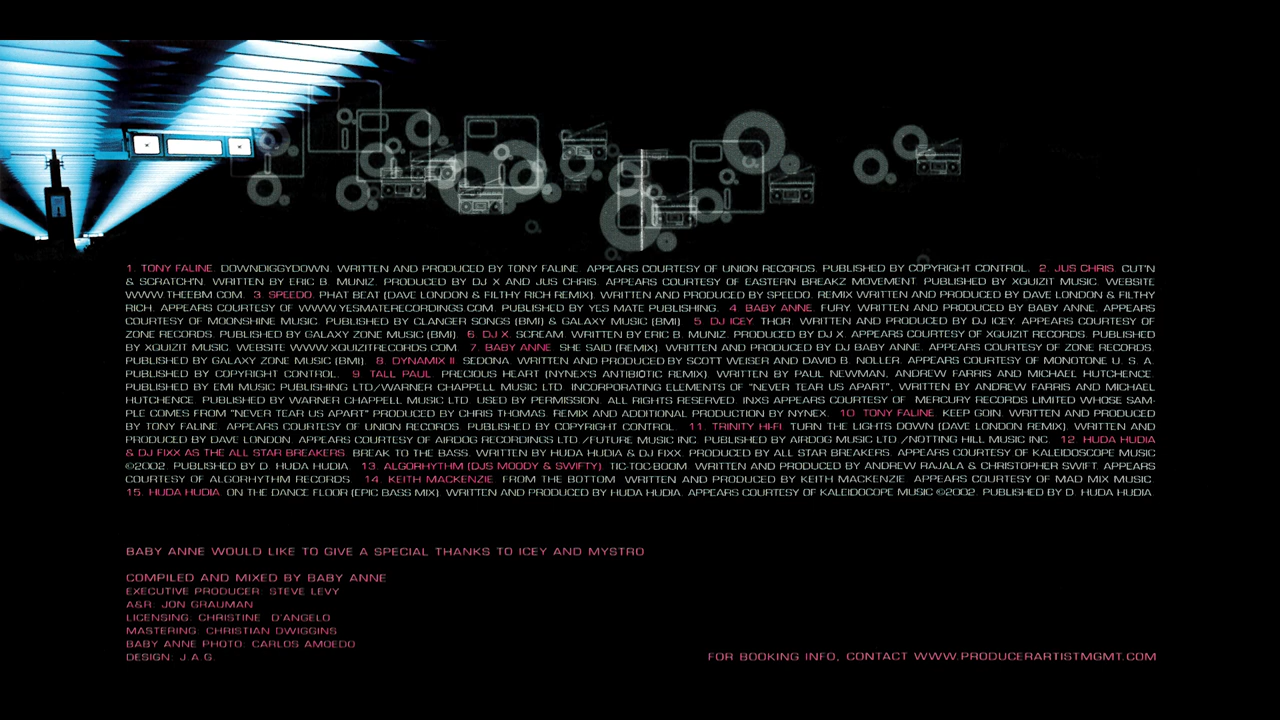 1. TONY FALINE. DOWNDIGGYDOWN. WRITTEN AND PRODUCED BY TONY FALINE. APPEARS COURTESY OF UNION RECORDS. PUBLISHED BY COPYRIGHT CONTROL. 2. JUS CHRIS. CUT'N
& SCRATCH'N. WRITTEN BY ERIC B. MUNIZ. PRODUCED BY DJ X AND JUS CHRIS. APPEARS COURTESY OF EASTERN BREAKZ MOVEMENT. PUBLISHED BY XQUIZIT MUSIC. WEBSITE
WWW.THEEBM.COM. 3. SPEEDO. PHAT BEAT (DAVE LONDON & FILTHY RICH REMIX). WRITTEN AND PRODUCED BY SPEEDO. REMIX WRITTEN AND PRODUCED BY DAVE LONDON & FILTHY
RICH. APPEARS COURTESY OF WWW.YESMATERECORDINGS.COM. PUBLISHED BY YES MATE PUBLISHING. 4. BABY ANNE. FURY. WRITTEN AND PRODUCED BY BABY ANNE. APPEARS
COURTESY OF MOONSHINE MUSIC. PUBLISHED BY CLANGER SONGS (BMI) & GALAXY MUSIC (BMI). 5. DJ ICEY. THOR. WRITTEN AND PRODUCED BY DJ ICEY. APPEARS COURTESY OF
ZONE RECORDS. PUBLISHED BY GALAXY ZONE MUSIC (BMI). 6. DJ X. SCREAM. WRITTEN BY ERIC B. MUNIZ. PRODUCED BY DJ X. APPEARS COURTESY OF XQUIZIT RECORDS. PUBLISHED
BY XQUIZIT MUSIC. WEBSITE WWW.XQUIZITRECORDS.COM. 7. BABY ANNE. SHE SAID (REMIX). WRITTEN AND PRODUCED BY DJ BABY ANNE. APPEARS COURTESY OF ZONE RECORDS.
PUBLISHED BY GALAXY ZONE MUSIC (BMI). 8. DYNAMIX II. SEDONA. WRITTEN AND PRODUCED BY SCOTT WEISER AND DAVID B. NOLLER. APPEARS COURTESY OF MONOTONE U. S. A.
PUBLISHED BY COPYRIGHT CONTROL. 9. TALL PAUL. PRECIOUS HEART (NYNEX'S ANTIBIOTIC REMIX). WRITTEN BY PAUL NEWMAN, ANDREW FARRIS AND MICHAEL HUTCHENCE.
PUBLISHED BY EMI MUSIC PUBLISHING LTD/WARNER CHAPPELL MUSIC LTD. INCORPORATING ELEMENTS OF "NEVER TEAR US APART", WRITTEN BY ANDREW FARRIS AND MICHAEL
HUTCHENCE. PUBLISHED BY WARNER CHAPPELL MUSIC LTD. USED BY PERMISSION. ALL RIGHTS RESERVED. INXS APPEARS COURTESY OF MERCURY RECORDS LIMITED WHOSE SAM-
PLE COMES FROM "NEVER TEAR US APART" PRODUCED BY CHRIS THOMAS. REMIX AND ADDITIONAL PRODUCTION BY NYNEX. 10. TONY FALINE. KEEP GOIN. WRITTEN AND PRODUCED
BY TONY FALINE. APPEARS COURTESY OF UNION RECORDS. PUBLISHED BY COPYRIGHT CONTROL. 11. TRINITY HI-FI. TURN THE LIGHTS DOWN (DAVE LONDON REMIX). WRITTEN AND
PRODUCED BY DAVE LONDON. APPEARS COURTESY OF AIRDOG RECORDINGS LTD./FUTURE MUSIC INC. PUBLISHED BY AIRDOG MUSIC LTD./NOTTING HILL MUSIC INC. 12. HUDA HUDIA
& DJ FIXX AS THE ALL STAR BREAKERS. BREAK TO THE BASS. WRITTEN BY HUDA HUDIA & DJ FIXX. PRODUCED BY ALL STAR BREAKERS. APPEARS COURTESY OF KALEIDOSCOPE MUSIC
©2002. PUBLISHED BY D. HUDA HUDIA. 13. ALGORHYTHM (DJS MOODY & SWIFTY). TIC-TOC-BOOM. WRITTEN AND PRODUCED BY ANDREW RAJALA & CHRISTOPHER SWIFT. APPEARS
COURTESY OF ALGORHYTHM RECORDS. 14. KEITH MACKENZIE. FROM THE BOTTOM. WRITTEN AND PRODUCED BY KEITH MACKENZIE. APPEARS COURTESY OF MAD MIX MUSIC.
15. HUDA HUDIA. ON THE DANCE FLOOR (EPIC BASS MIX). WRITTEN AND PRODUCED BY HUDA HUDIA. APPEARS COURTESY OF KALEIDOCOPE MUSIC ©2002. PUBLISHED BY D. HUDA HUDIA.
BABY ANNE WOULD LIKE TO GIVE A SPECIAL THANKS TO ICEY AND MYSTRO
COMPILED AND MIXED BY BABY ANNE
EXECUTIVE PRODUCER: STEVE LEVY
A&R: JON GRAUMAN
LICENSING: CHRISTINE D'ANGELO
MASTERING: CHRISTIAN DWIGGINS
BABY ANNE PHOTO: CARLOS AMOEDO
DESIGN: J.A.G.
FOR BOOKING INFO, CONTACT WWW.PRODUCERARTISTMGMT.COM